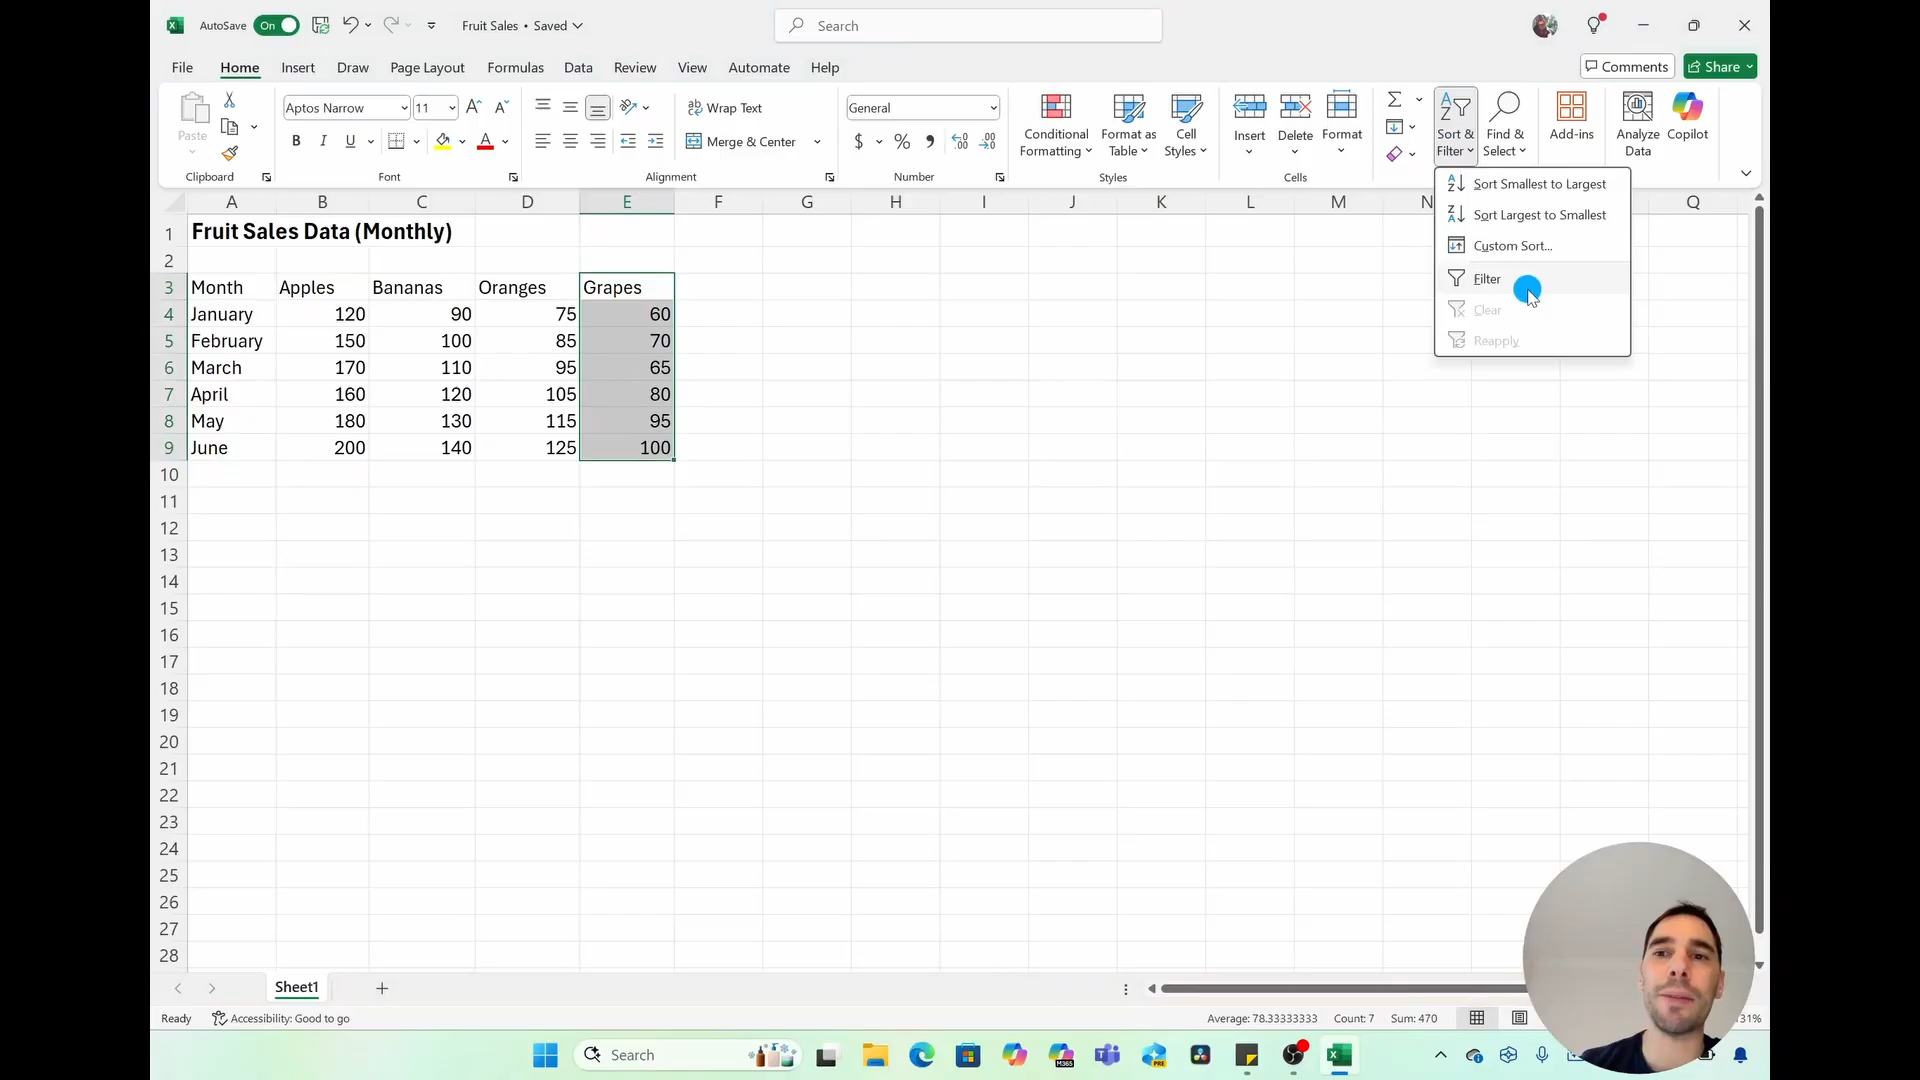 AutoSave On Fruit Sales • Saved Search
File Home Insert Draw Page Layout Formulas Data Review View Automate Help Comments Share
Paste
Clipboard
Aptos Narrow 11
B I U
Font
Wrap Text
Merge & Center
Alignment
General
$ %
Number
Conditional Formatting
Format as Table
Cell Styles
Styles
Insert Delete Format
Cells
Sort & Filter
Find & Select
Add-ins
Analyze Data
Copilot
Sort Smallest to Largest
Sort Largest to Smallest
Custom Sort...
Filter
Clear
Reapply
A B C D E F G H I J K L M N Q
1 Fruit Sales Data (Monthly)
2
3 Month Apples Bananas Oranges Grapes
4 January 120 90 75 60
5 February 150 100 85 70
6 March 170 110 95 65
7 April 160 120 105 80
8 May 180 130 115 95
9 June 200 140 125 100
10
11
12
13
14
15
16
17
18
19
20
21
22
23
24
25
26
27
28
Sheet1
Ready Accessibility: Good to go Average: 78.33333333 Count: 7 Sum: 470 131%
Search PRE M365